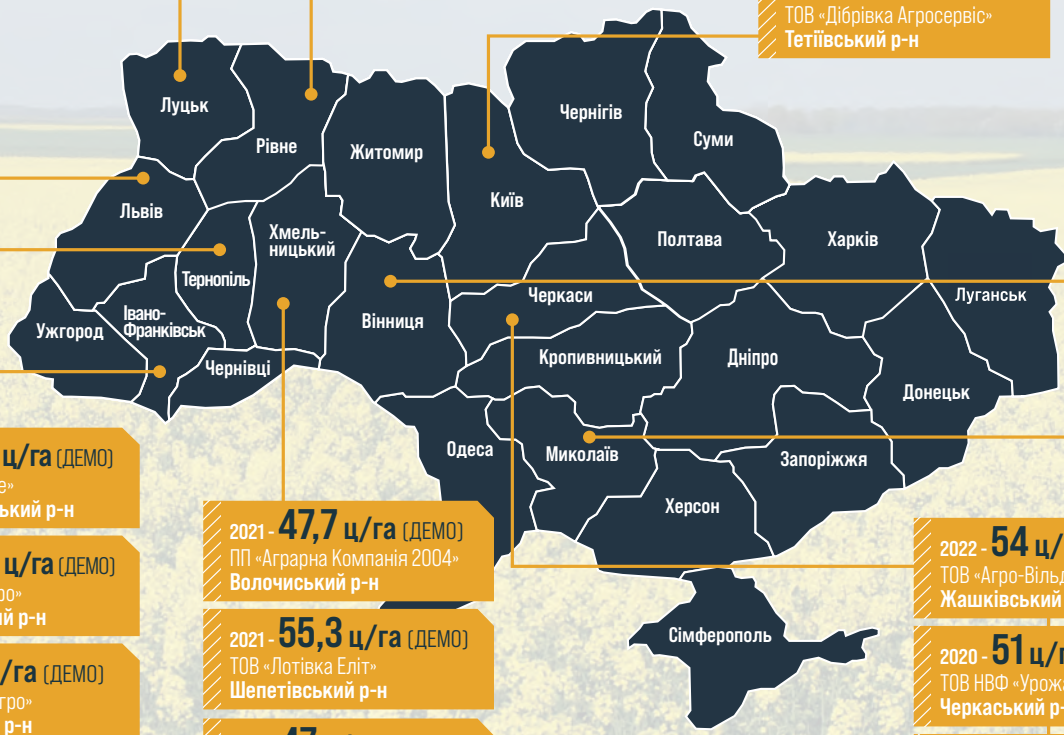 ТОВ «Дібрівка Агросервіс»
Тетіївський р-н
Луцьк
Рівне
Житомир
Чернігів
Суми
Київ
Львів
Хмель-
ницький
Тернопіль
Полтава
Харків
Луганськ
Черкаси
Вінниця
Івано-
Франківськ
Ужгород
Чернівці
Кропивницький
Дніпро
Донецьк
Одеса
Миколаїв
Запоріжжя
Херсон
Сімферополь
ц/га (ДЕМО)
р-н
ц/га (ДЕМО)
р-н
/га (ДЕМО)
р-н
2021 - 47,7 ц/га (ДЕМО)
ПП «Аграрна Компанія 2004»
Волочиський р-н
2021 - 55,3 ц/га (ДЕМО)
ТОВ «Лотівка Еліт»
Шепетівський р-н
47
2022 - 54 ц/
ТОВ «Агро-Вільд
Жашківський
2020 - 51 ц/г
ТОВ НВФ «Урожа
Черкаський р-